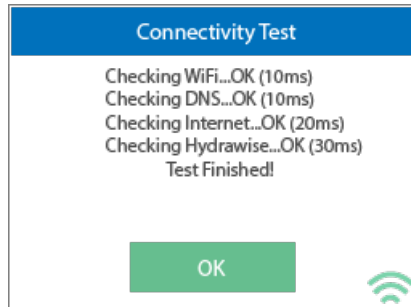 Connectivity Test
Checking WiFi...OK (10ms)
Checking DNS...OK (10ms)
Checking Internet...OK (20ms)
Checking Hydrawise...OK (30ms)
Test Finished!
OK